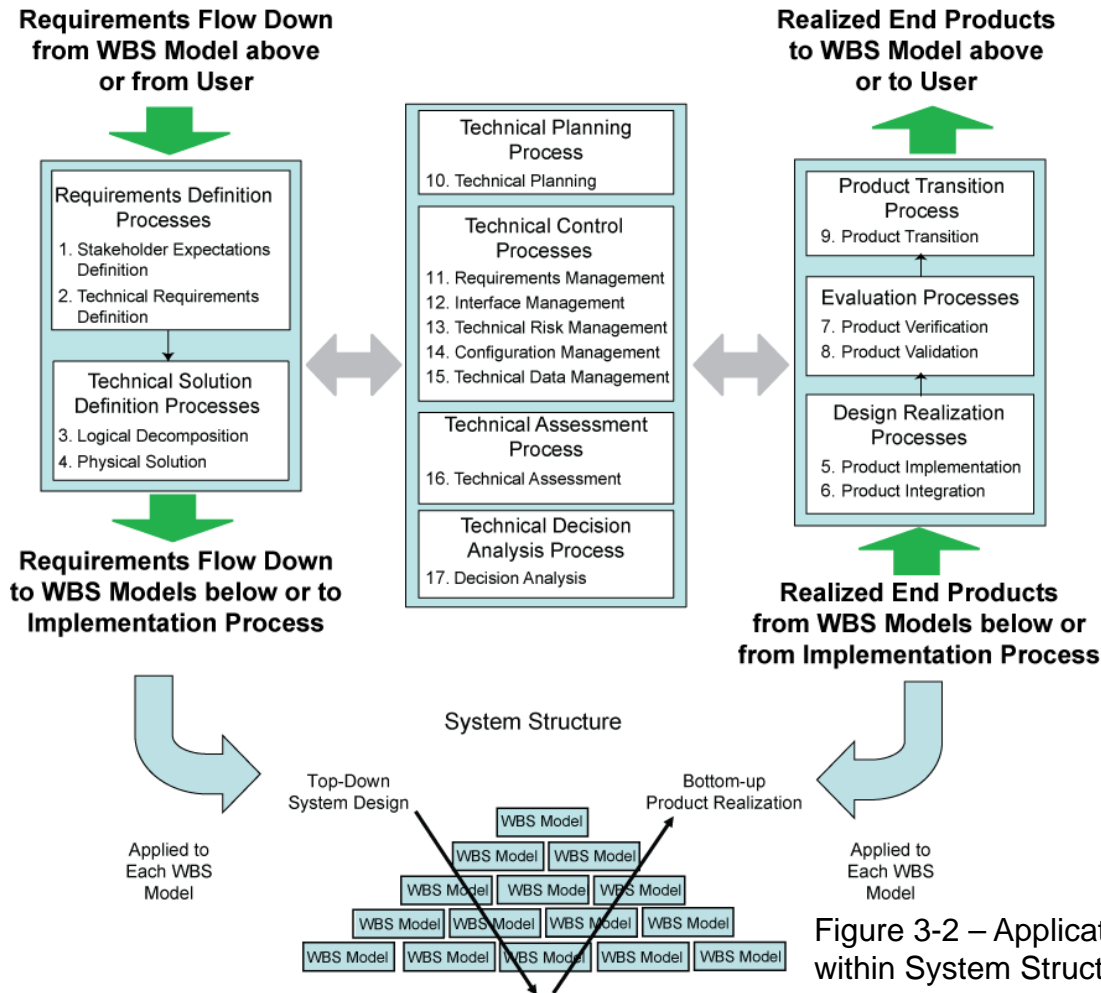 Requirements Flow Down
from WBS Model above
or from User
Requirements Definition
Processes
1. Stakeholder Expectations
Definition
2. Technical Requirements
Definition
Technical Solution
Definition Processes
3. Logical Decomposition
4. Physical Solution
Requirements Flow Down
to WBS Models below or to
Implementation Process
Technical Planning
Process
10. Technical Planning
Technical Control
Processes
11. Requirements Management
12. Interface Management
13. Technical Risk Management
14. Configuration Management
15. Technical Data Management
Technical Assessment
Process
16. Technical Assessment
Technical Decision
Analysis Process
17. Decision Analysis
Realized End Products
to WBS Model above
or to User
Product Transition
Process
9. Product Transition
Evaluation Processes
7. Product Verification
8. Product Validation
Design Realization
Processes
5. Product Implementation
6. Product Integration
Realized End Products
from WBS Models below or
from Implementation Process
System Structure
Top-Down
System Design
Bottom-up
Product Realization
Applied to
Each WBS
Model
WBS Model
WBS Model WBS Model
WBS Model WBS Mode WBS Model
WBS Model WBS Model WBS Model WBS Model
WBS Model WBS Model WBS Model WBS Model WBS Model
Applied to
Each WBS
Model
Figure 3-2 – Applicat
within System Struct